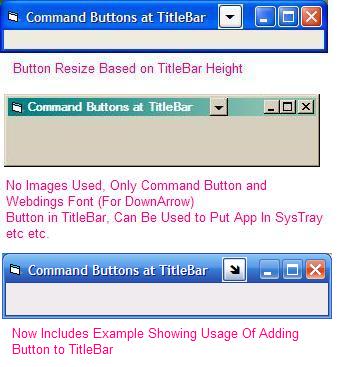 Command Buttons at TitleBar
Button Resize Based on TitleBar Height
Command Buttons at TitleBar
No Images Used, Only Command Button and
Webdings Font (For DownArrow)
Button in TitleBar, Can Be Used to Put App In SysTray
etc etc.
Command Buttons at TitleBar
Now Includes Example Showing Usage Of Adding
Button to TitleBar